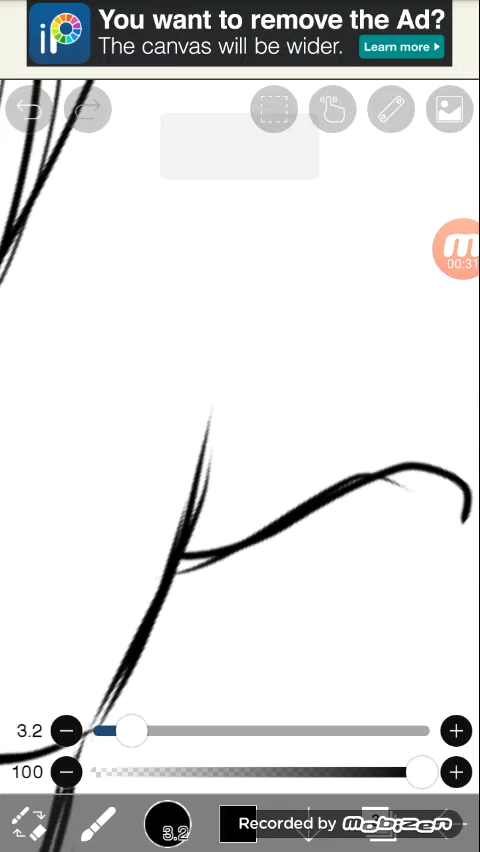 iP
You want to remove the Ad?
The canvas will be wider.
Learn more
m
00:31
3.2
100
3.2
Recorded by mobizen